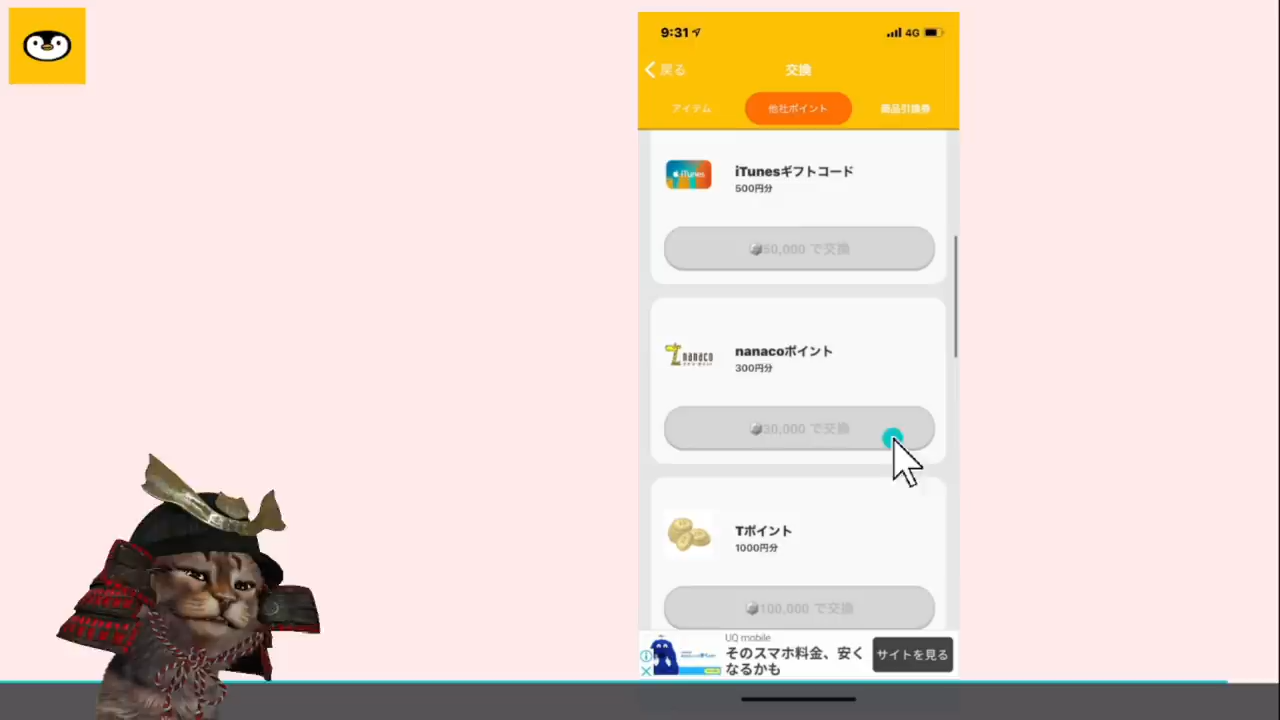 9:31
4G
戻る
交換
アイテム
他社ポイント
商品引換券
iTunes
iTunesギフトコード
500円分
50,000 で交換
nanaco
nanacoポイント
300円分
30,000 で交換
Tポイント
1000円分
100,000 で交換
UQ mobile
そのスマホ料金、安く
なるかも
サイトを見る